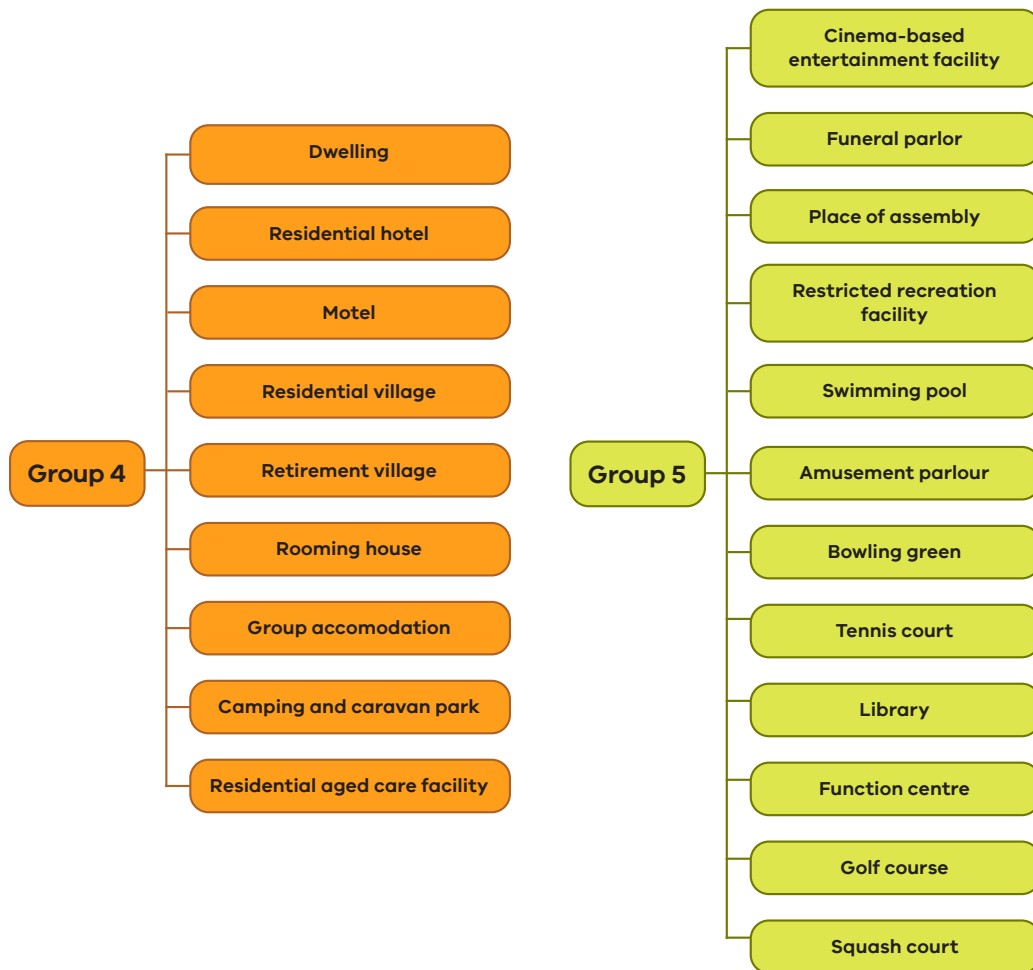 Group 4
Dwelling
Residential hotel
Motel
Residential village
Retirement village
Rooming house
Group accomodation
Camping and caravan park
Residential aged care facility
Group 5
Cinema-based
entertainment facility
Funeral parlor
Place of assembly
Restricted recreation
facility
Swimming pool
Amusement parlour
Bowling green
Tennis court
Library
Function centre
Golf course
Squash court